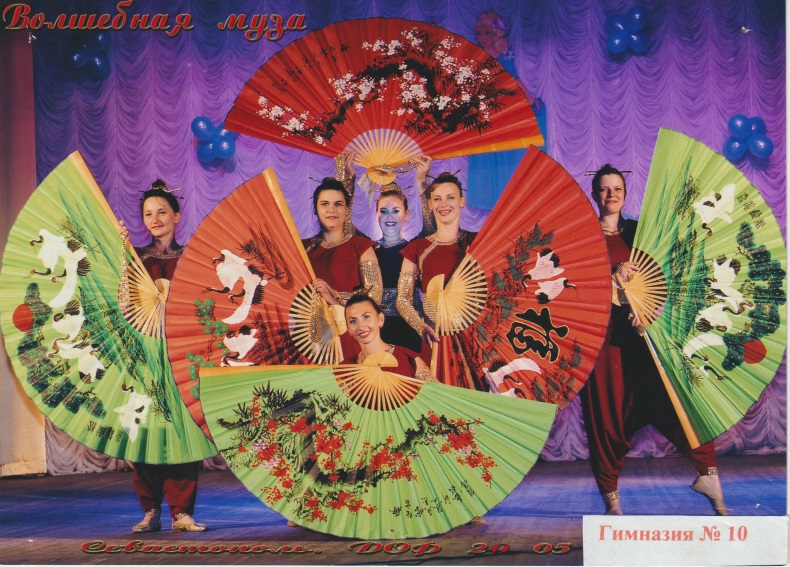 Волшебная муза
Севастополь. ДОФ 20 05
Гимназия № 10